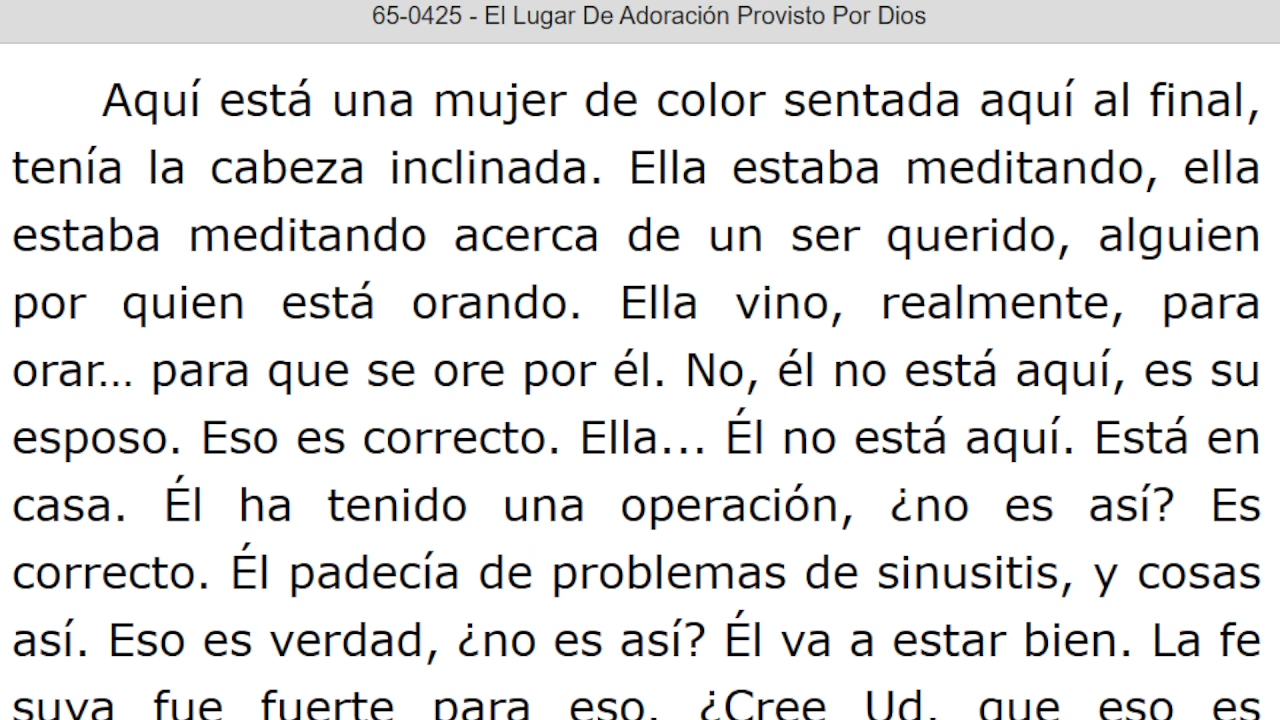 65-0425 - El Lugar De Adoración Provisto Por Dios
Aquí está una mujer de color sentada aquí al final,
tenía la cabeza inclinada. Ella estaba meditando, ella
estaba meditando acerca de un ser querido, alguien
por quien está orando. Ella vino, realmente, para
orar... para que se ore por él. No, él no está aquí, es su
esposo. Eso es correcto. Ella... Él no está aquí. Está en
casa. Él ha tenido una operación, ¿no es así? Es
correcto. Él padecía de problemas de sinusitis, y cosas
así. Eso es verdad, ¿no es así? Él va a estar bien. La fe
suya fue fuerte para eso. ¿Cree Ud. que eso es